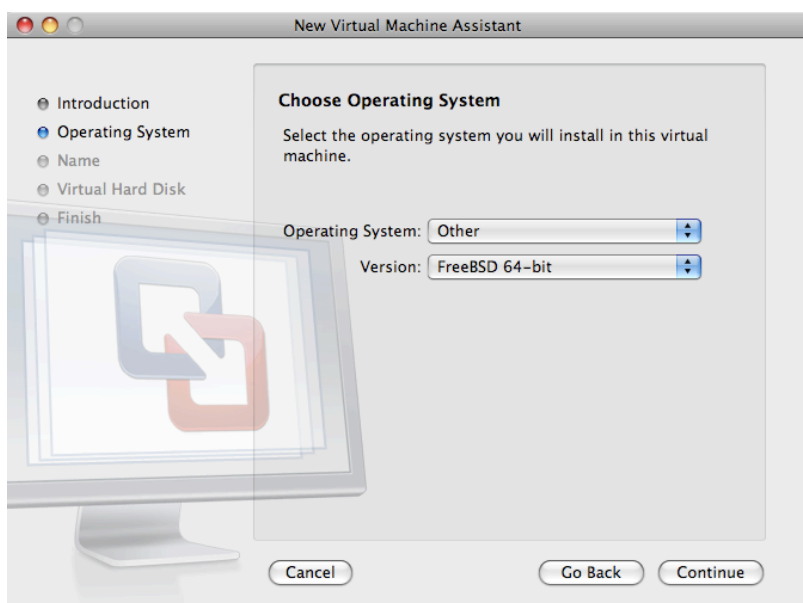 New Virtual Machine Assistant
Introduction
Operating System
Name
Virtual Hard Disk
Finish
Choose Operating System
Select the operating system you will install in this virtual
machine.
Operating System: Other
Version: FreeBSD 64-bit
Cancel
Go Back
Continue